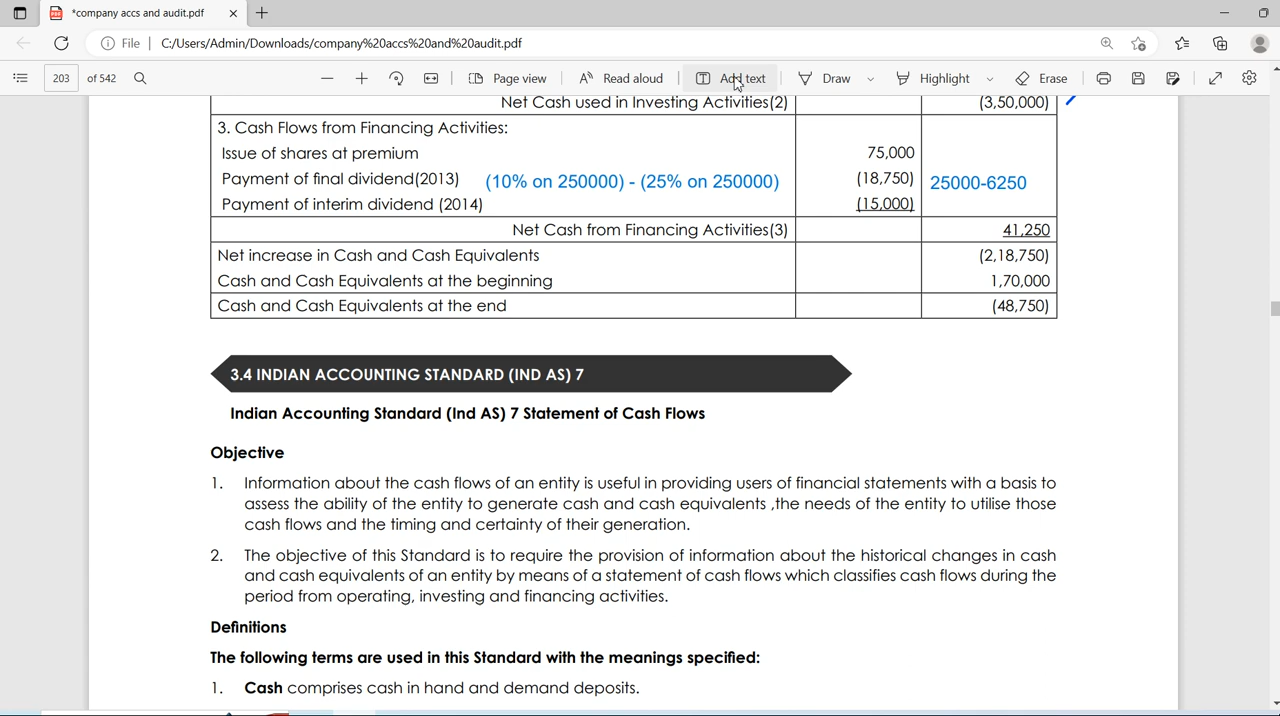 *company accs and audit.pdf
File
C:/Users/Admin/Downloads/company%20accs%20and%20audit.pdf
203 of 542
Page view
Read aloud
Add text
Draw
Highlight
Erase
Net Cash used in Investing Activities(2) (3,50,000)
3. Cash Flows from Financing Activities:
Issue of shares at premium 75,000
Payment of final dividend(2013) (10% on 250000) - (25% on 250000) (18,750) 25000-6250
Payment of interim dividend (2014) (15,000)
Net Cash from Financing Activities(3) 41,250
Net increase in Cash and Cash Equivalents (2,18,750)
Cash and Cash Equivalents at the beginning 1,70,000
Cash and Cash Equivalents at the end (48,750)
3.4 INDIAN ACCOUNTING STANDARD (IND AS) 7
Indian Accounting Standard (Ind AS) 7 Statement of Cash Flows
Objective
1. Information about the cash flows of an entity is useful in providing users of financial statements with a basis to
assess the ability of the entity to generate cash and cash equivalents ,the needs of the entity to utilise those
cash flows and the timing and certainty of their generation.
2. The objective of this Standard is to require the provision of information about the historical changes in cash
and cash equivalents of an entity by means of a statement of cash flows which classifies cash flows during the
period from operating, investing and financing activities.
Definitions
The following terms are used in this Standard with the meanings specified:
1. Cash comprises cash in hand and demand deposits.